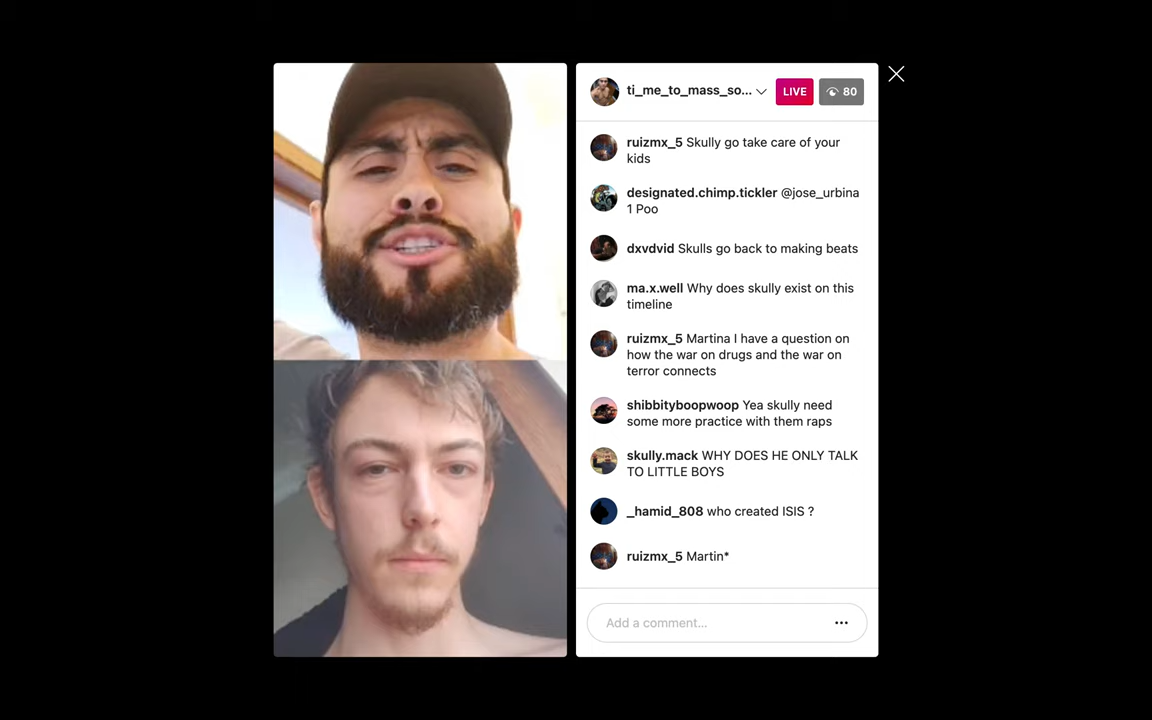 ti_me_to_mass_so... LIVE 80
ruizmx_5 Skully go take care of your
kids
designated.chimp.tickler @jose_urbina
1 Poo
dxvdvid Skulls go back to making beats
ma.x.well Why does skully exist on this
timeline
ruizmx_5 Martina I have a question on
how the war on drugs and the war on
terror connects
shibbityboopwoop Yea skully need
some more practice with them raps
skully.mack WHY DOES HE ONLY TALK
TO LITTLE BOYS
_hamid_808 who created ISIS ?
ruizmx_5 Martin*
Add a comment...